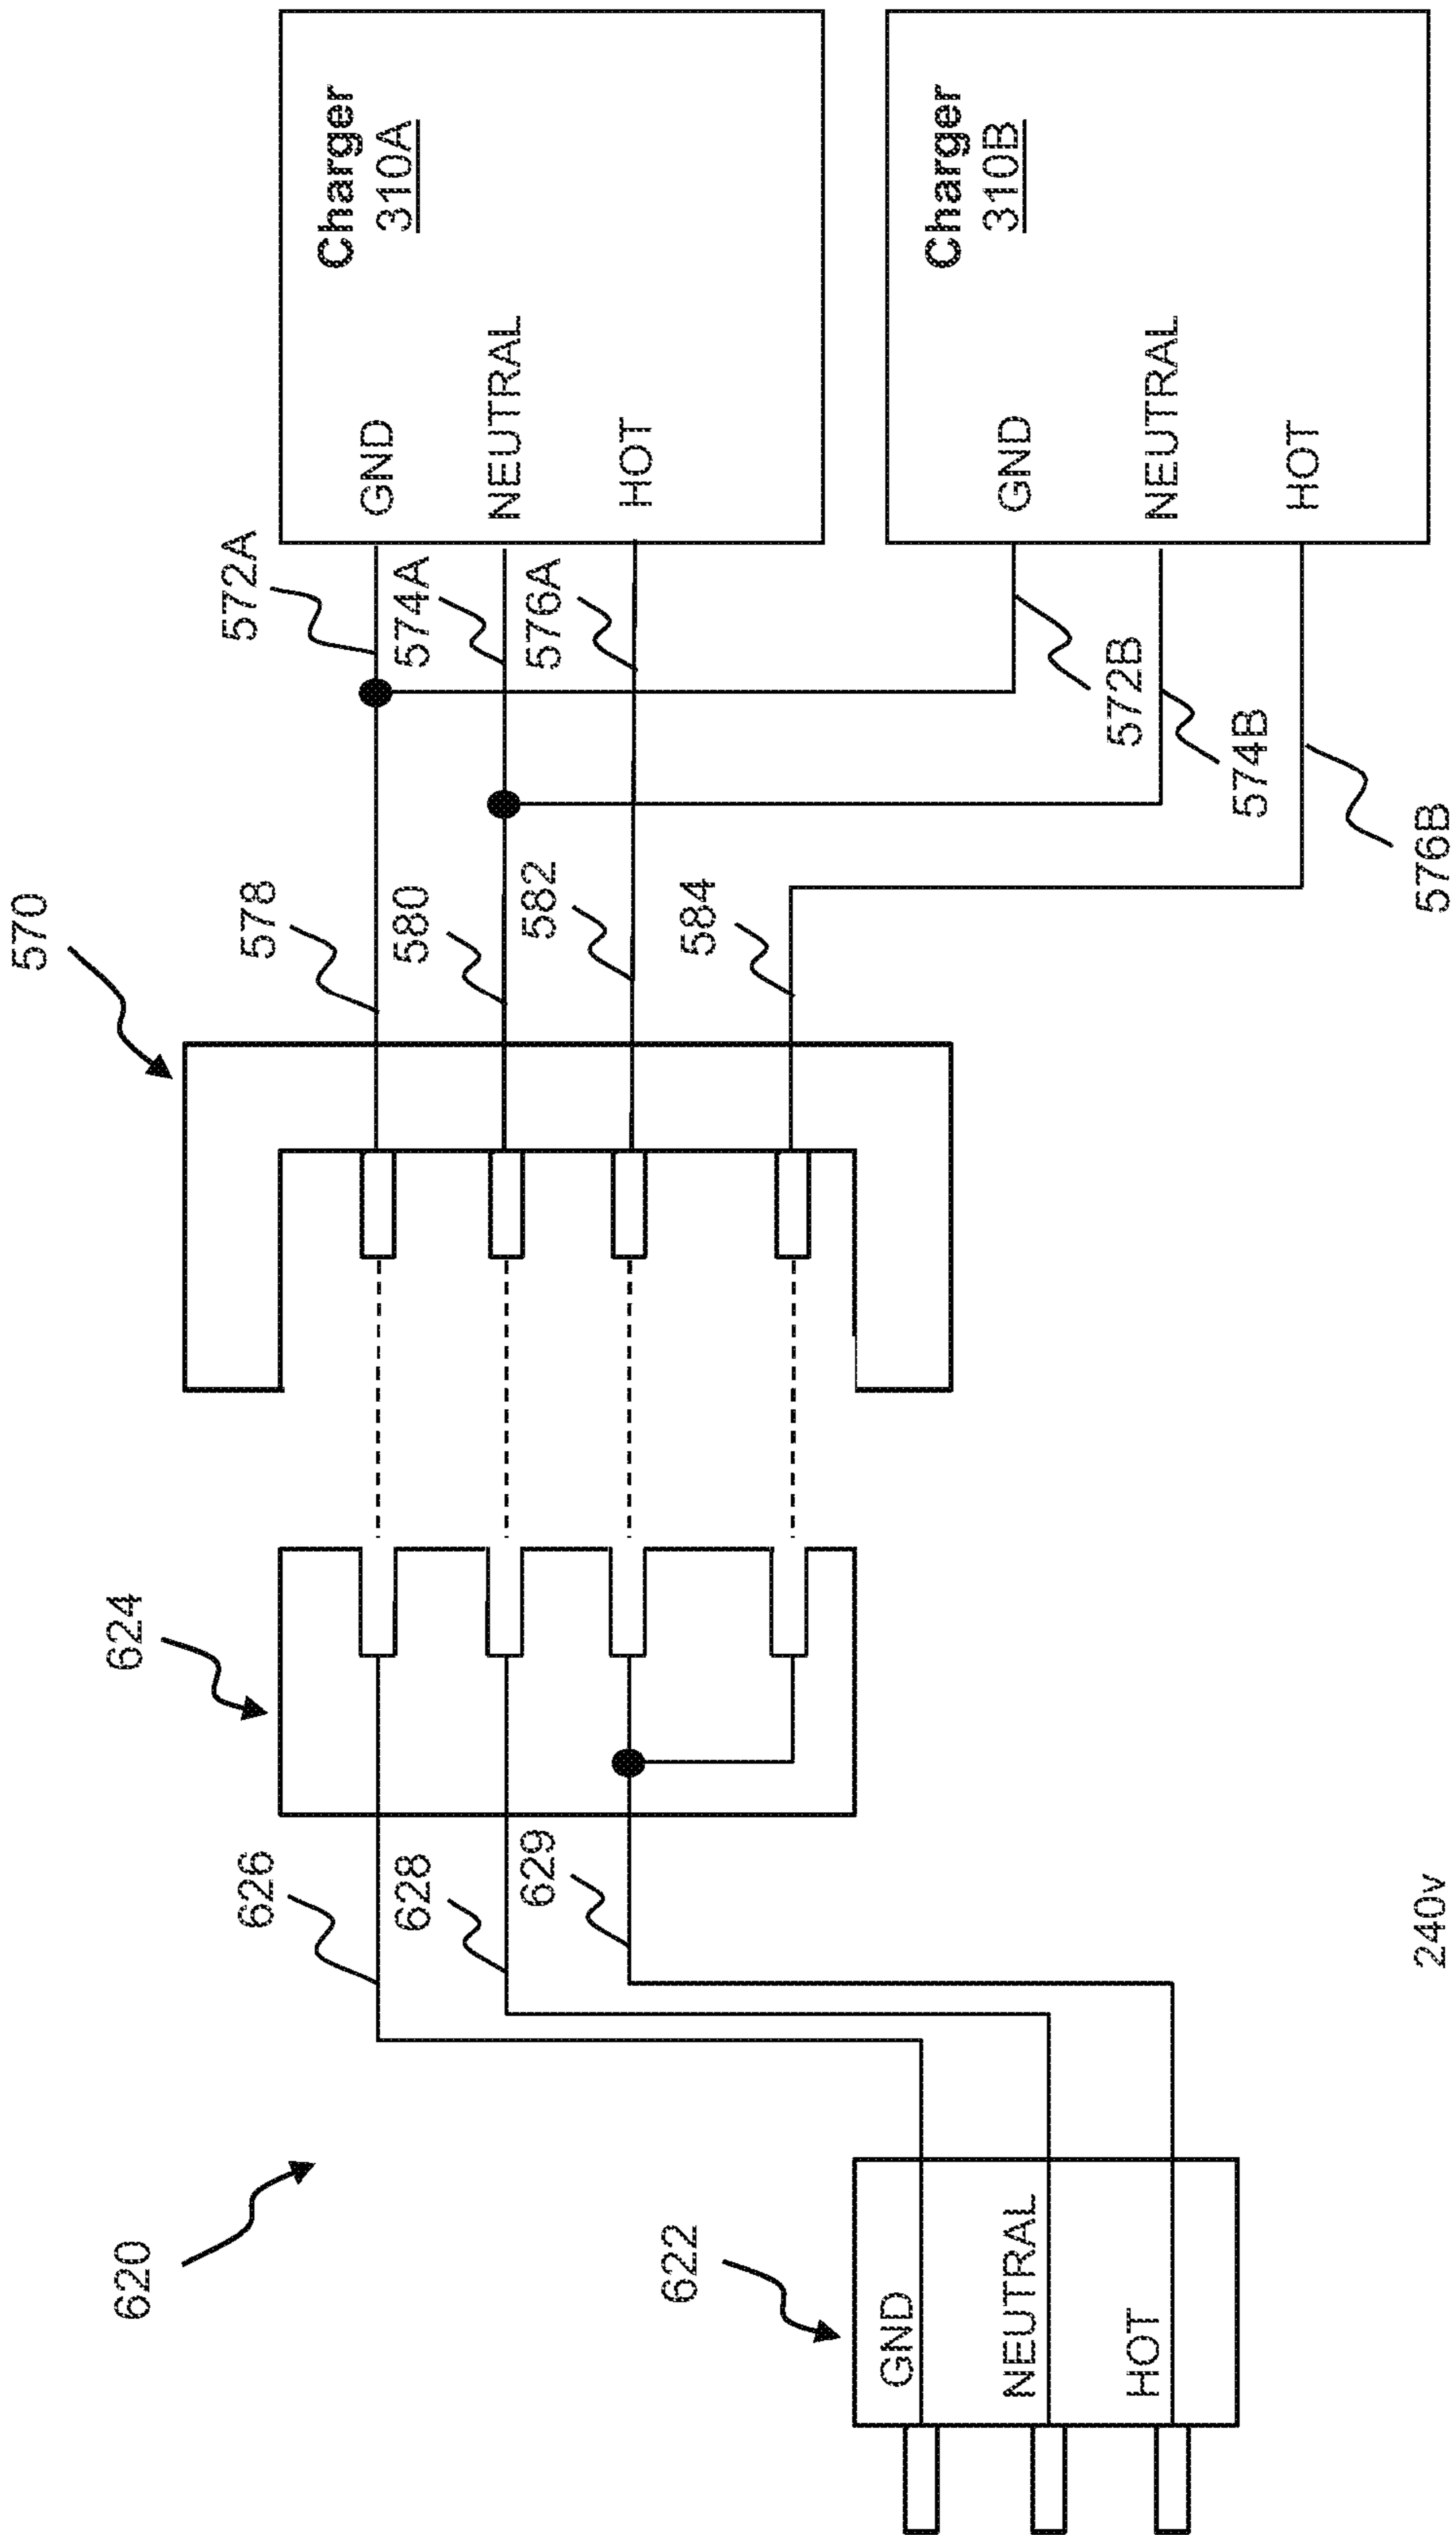 620
622
GND
NEUTRAL
HOT
626
628
629
624
570
578
580
582
584
572A
574A
576A
572B
574B
576B
Charger
310A
GND
NEUTRAL
HOT
Charger
310B
GND
NEUTRAL
HOT
240v